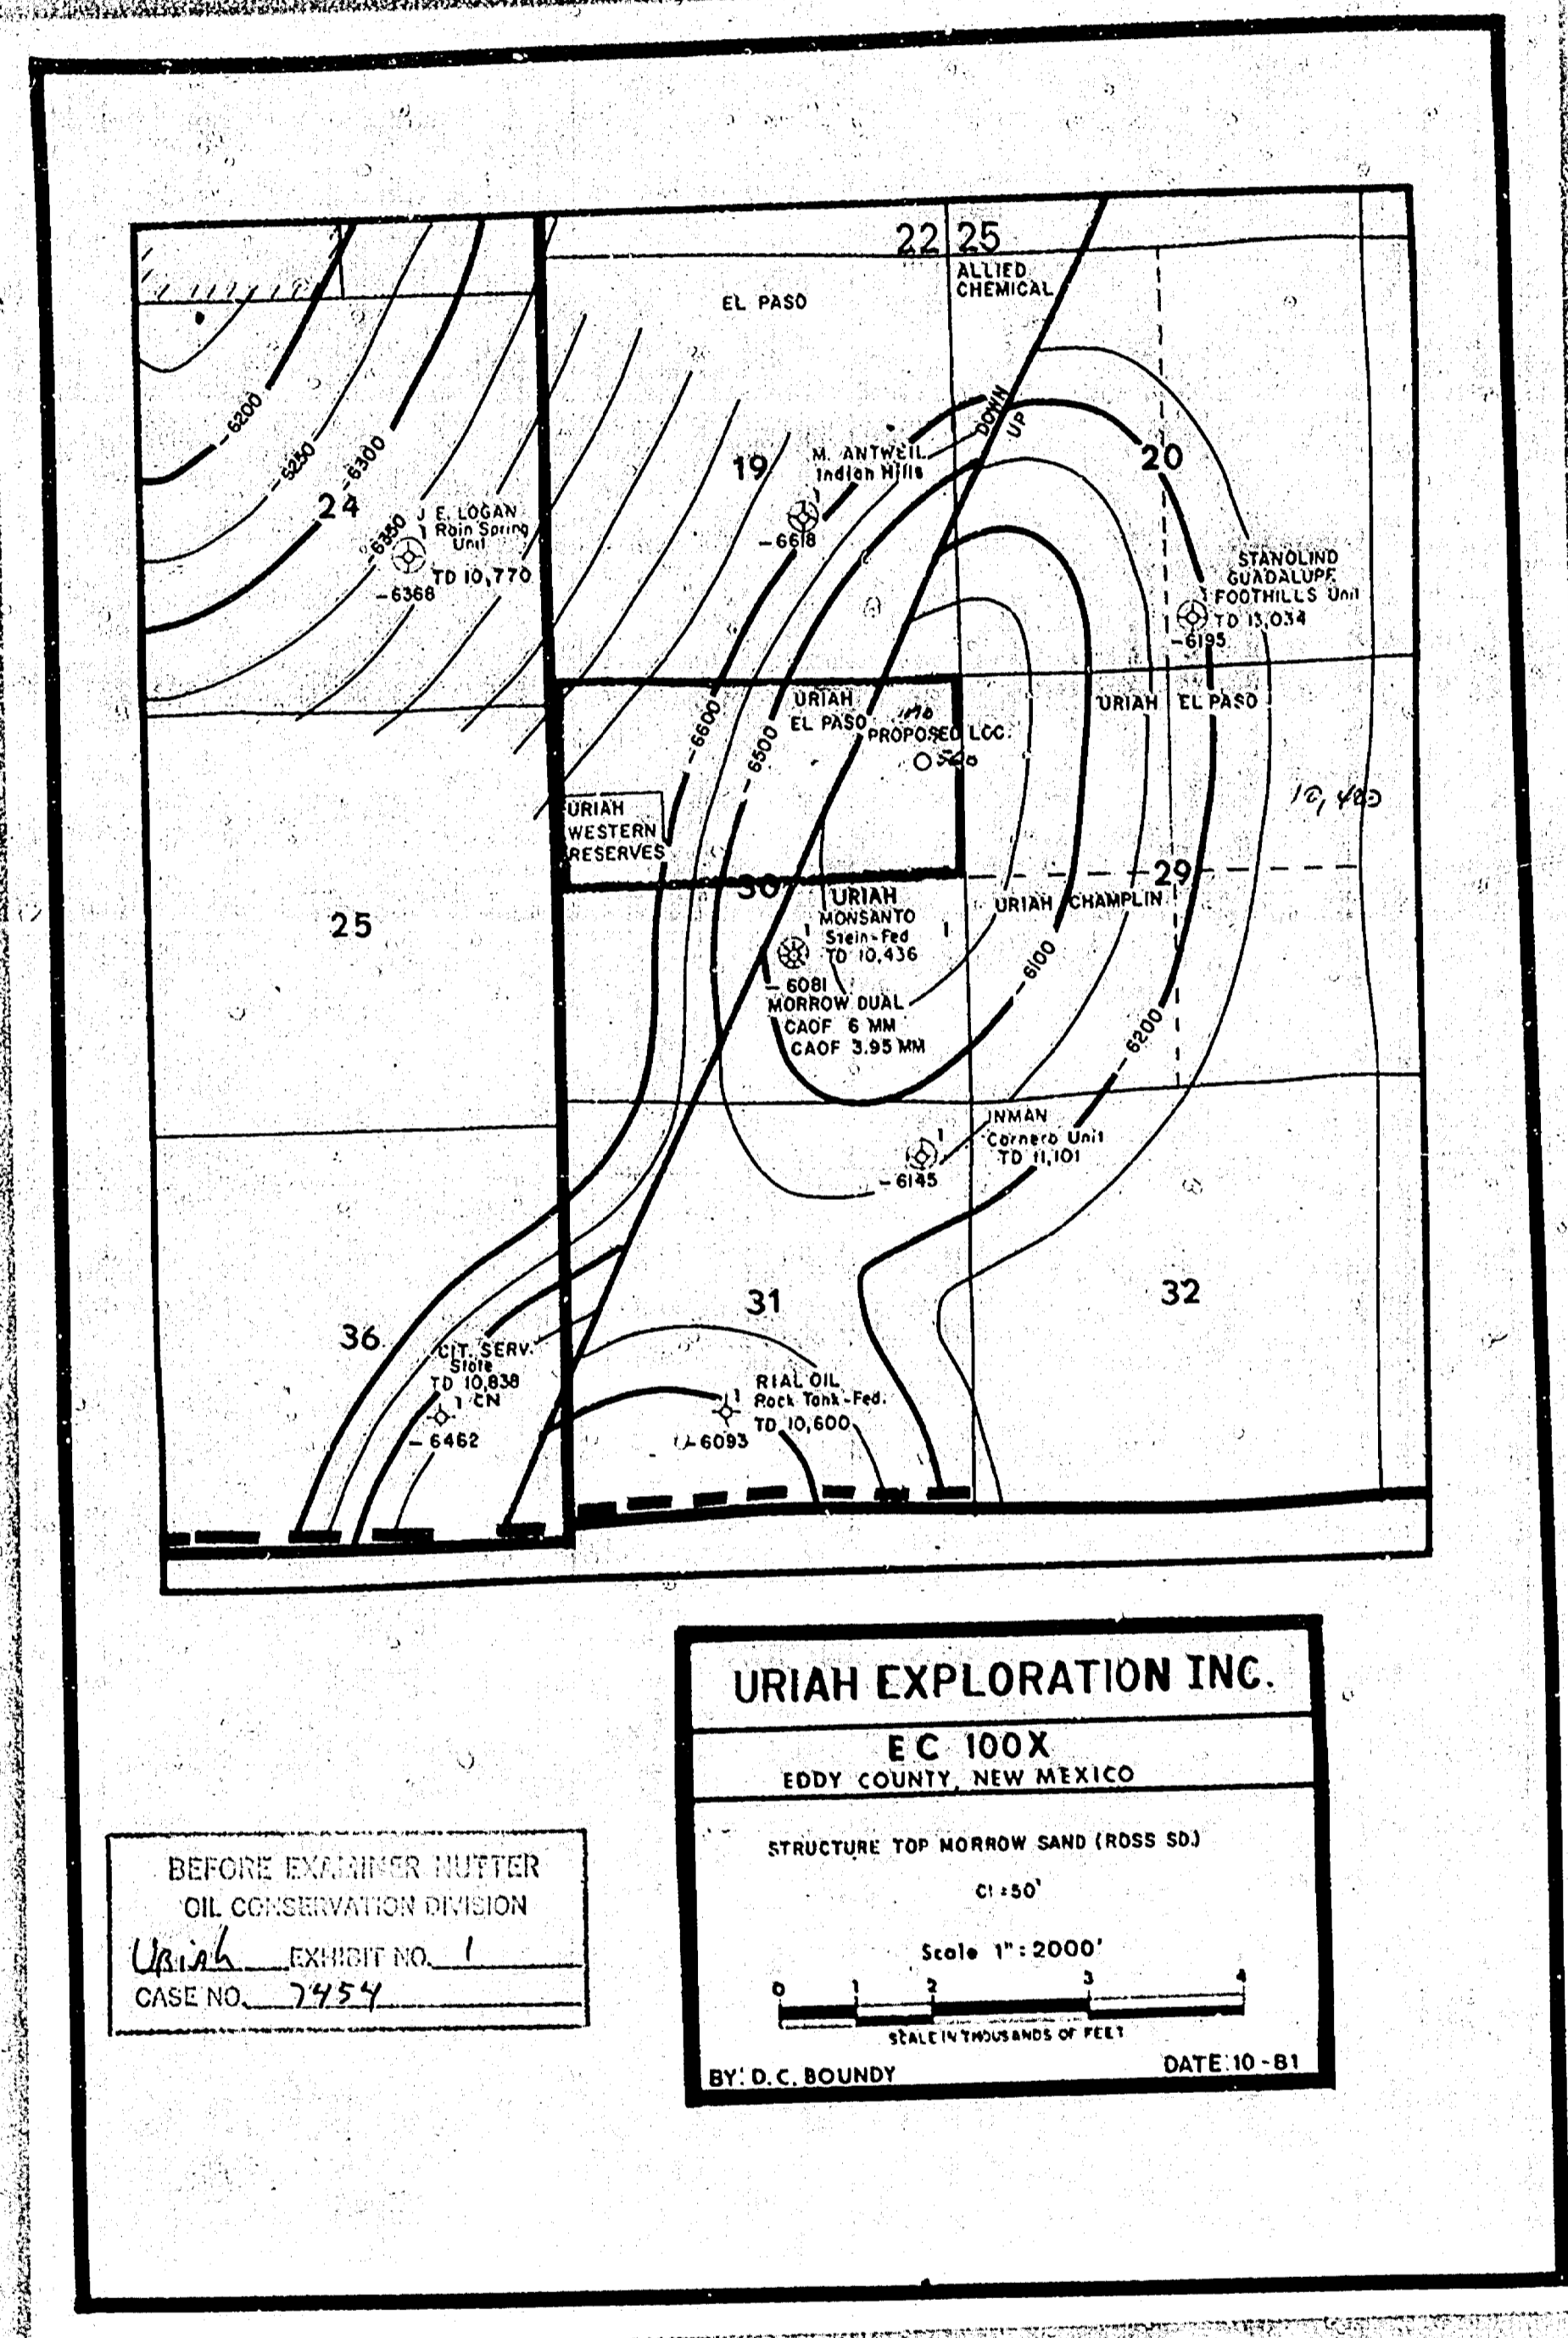 22 25
ALLIED
CHEMICAL
EL PASO
-6200
-6250
-6300
24
-6350
J. E. LOGAN
1 Rain Spring
Unit
TD 10,770
-6368
DOWN
UP
19
M. ANTWEIL
Indian Hills
1
-6618
20
STANOLIND
GUADALUPE
1 FOOTHILLS Unit
TD 13,034
-6195
URIAH
EL PASO
PROPOSED LOC.
-6600
-6500
URIAH EL PASO
10,400
URIAH
WESTERN
RESERVES
30
29
URIAH CHAMPLIN
25
URIAH
MONSANTO
1 Stein-Fed 1
TD 10,436
-6081
MORROW DUAL
CAOF 6 MM
CAOF 3.95 MM
-6100
-6200
INMAN
1 Cornero Unit
TD 11,101
-6145
31
32
36
CIT. SERV.
State
TD 10,838
1 CN
-6462
RIAL OIL
1 Rock Tank-Fed.
TD 10,600
-6093
URIAH EXPLORATION INC.
EC 100X
EDDY COUNTY, NEW MEXICO
STRUCTURE TOP MORROW SAND (ROSS SD.)
CI=50'
Scale 1":2000'
0 1 2 3 4
SCALE IN THOUSANDS OF FEET
BY: D. C. BOUNDY DATE:10-81
BEFORE EXAMINER NUTTER
OIL CONSERVATION DIVISION
Uriah EXHIBIT NO. 1
CASE NO. 7454